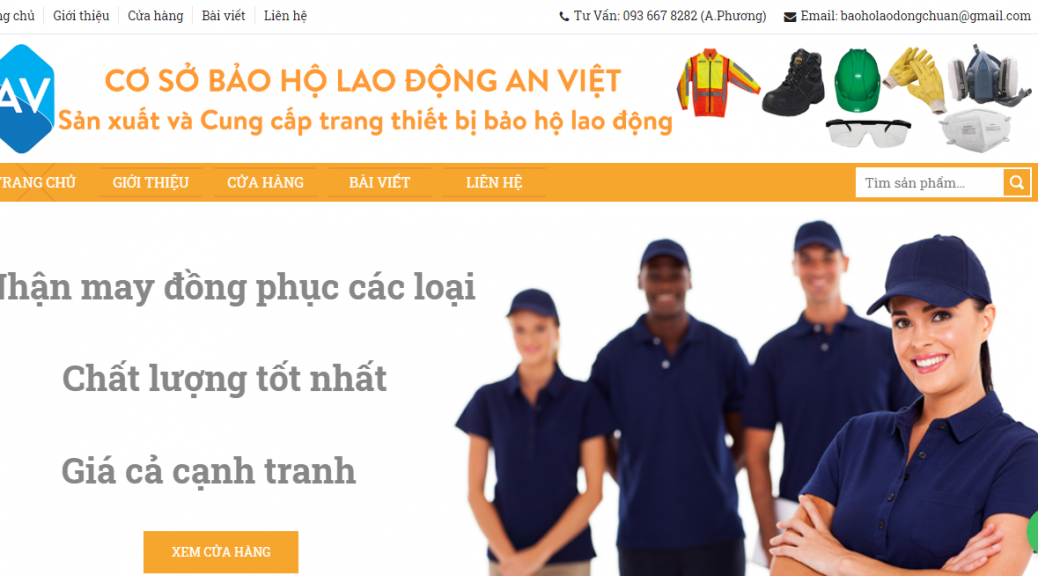 chủ
Giới thiệu
Cửa hàng
Bài viết
Liên hệ
Tư Vấn: 093 667 8282 (A.Phương)
Email: baoholaodongchuan@gmail.com
AV
CƠ SỞ BẢO HỘ LAO ĐỘNG AN VIỆT
Sản xuất và Cung cấp trang thiết bị bảo hộ lao động
TRANG CHỦ
GIỚI THIỆU
CỬA HÀNG
BÀI VIẾT
LIÊN HỆ
Tìm sản phẩm...
Nhận may đồng phục các loại
Chất lượng tốt nhất
Giá cả cạnh tranh
XEM CỬA HÀNG